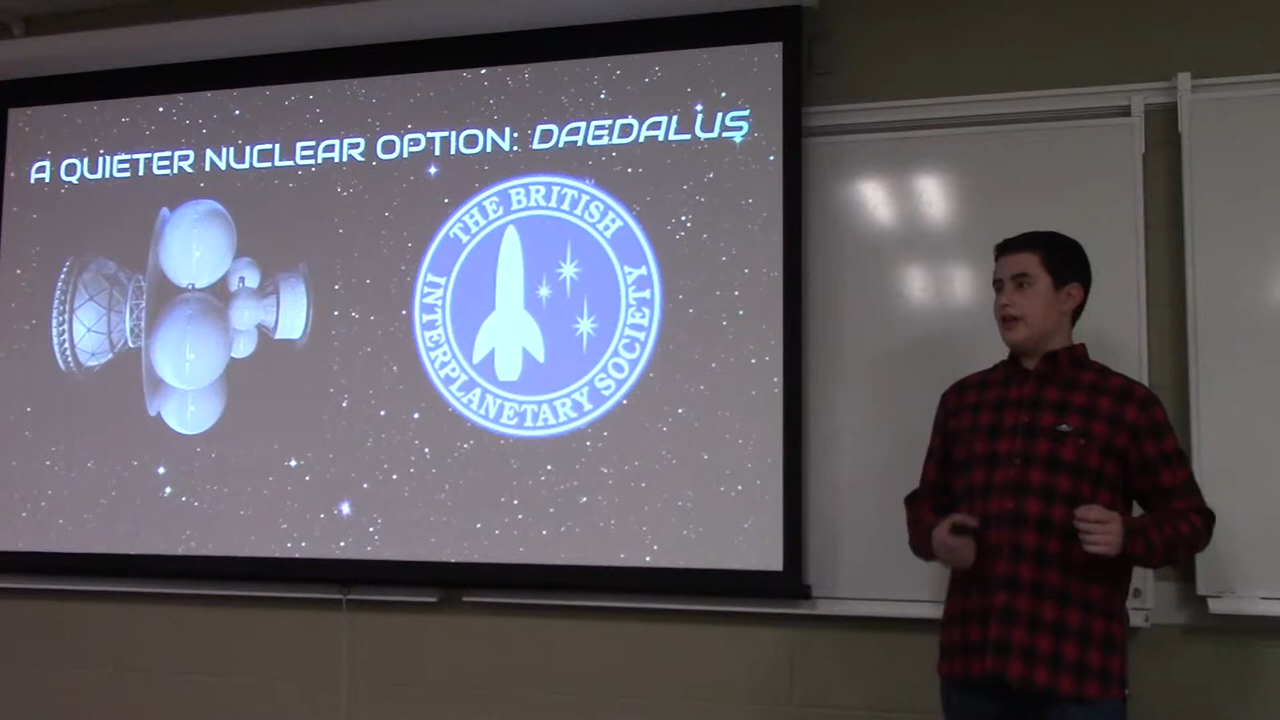 A QUIETER NUCLEAR OPTION: DAEDALUS
THE BRITISH
INTERPLANETARY SOCIETY